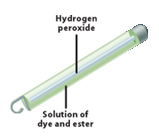 Hydrogen
peroxide
Solution of
dye and ester